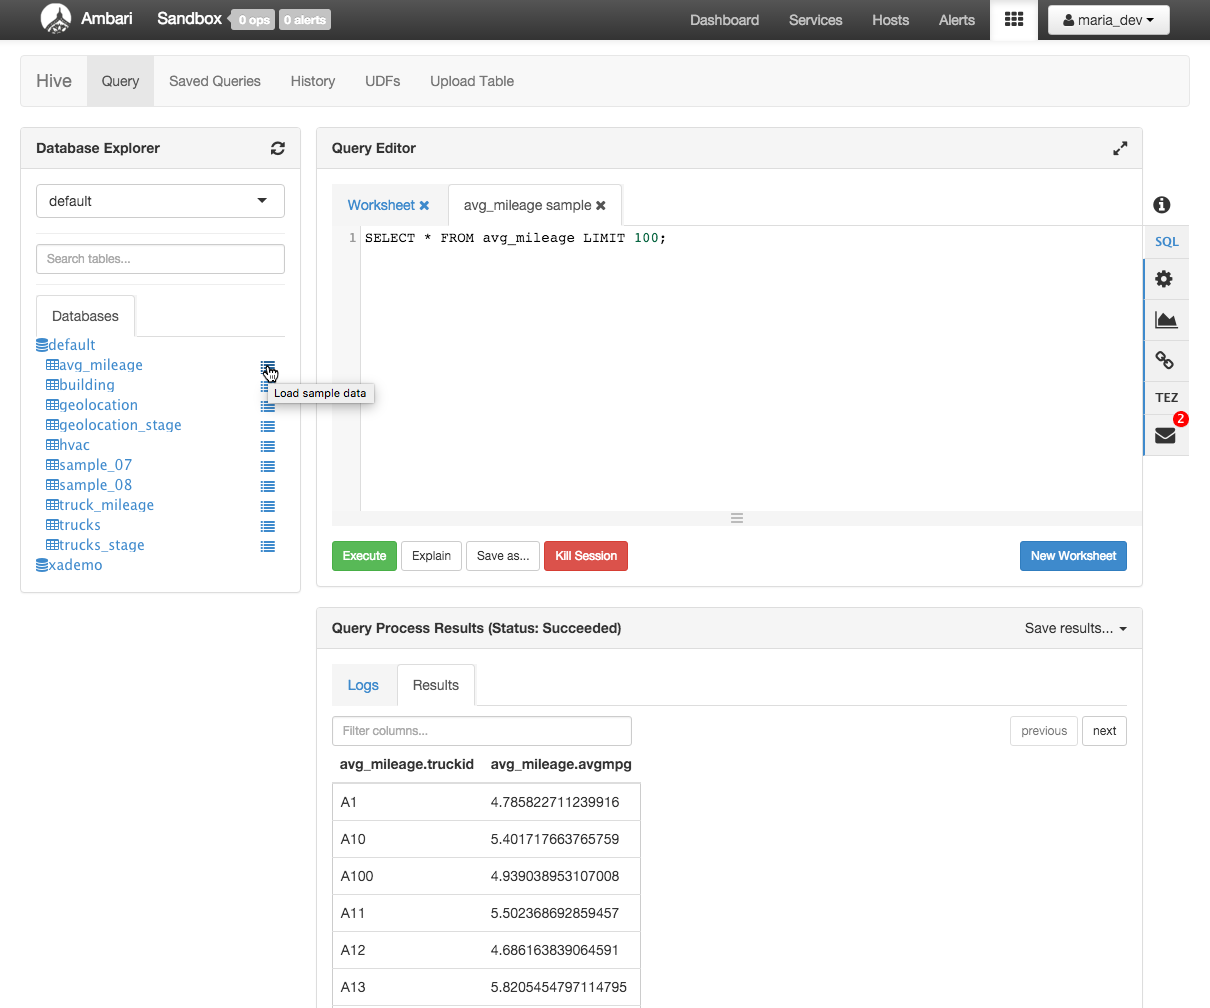 Ambari Sandbox 0 ops 0 alerts Dashboard Services Hosts Alerts maria_dev
Hive Query Saved Queries History UDFs Upload Table
Database Explorer
default
Search tables...
Databases
default
avg_mileage
Load sample data
building
geolocation
geolocation_stage
hvac
sample_07
sample_08
truck_mileage
trucks
trucks_stage
xademo
Query Editor
Worksheet avg_mileage sample
1 SELECT * FROM avg_mileage LIMIT 100;
SQL
TEZ
2
Execute Explain Save as... Kill Session New Worksheet
Query Process Results (Status: Succeeded) Save results...
Logs Results
Filter columns... previous next
avg_mileage.truckid avg_mileage.avgmpg
A1 4.785822711239916
A10 5.401717663765759
A100 4.939038953107008
A11 5.502368692859457
A12 4.686163839064591
A13 5.8205454797114795